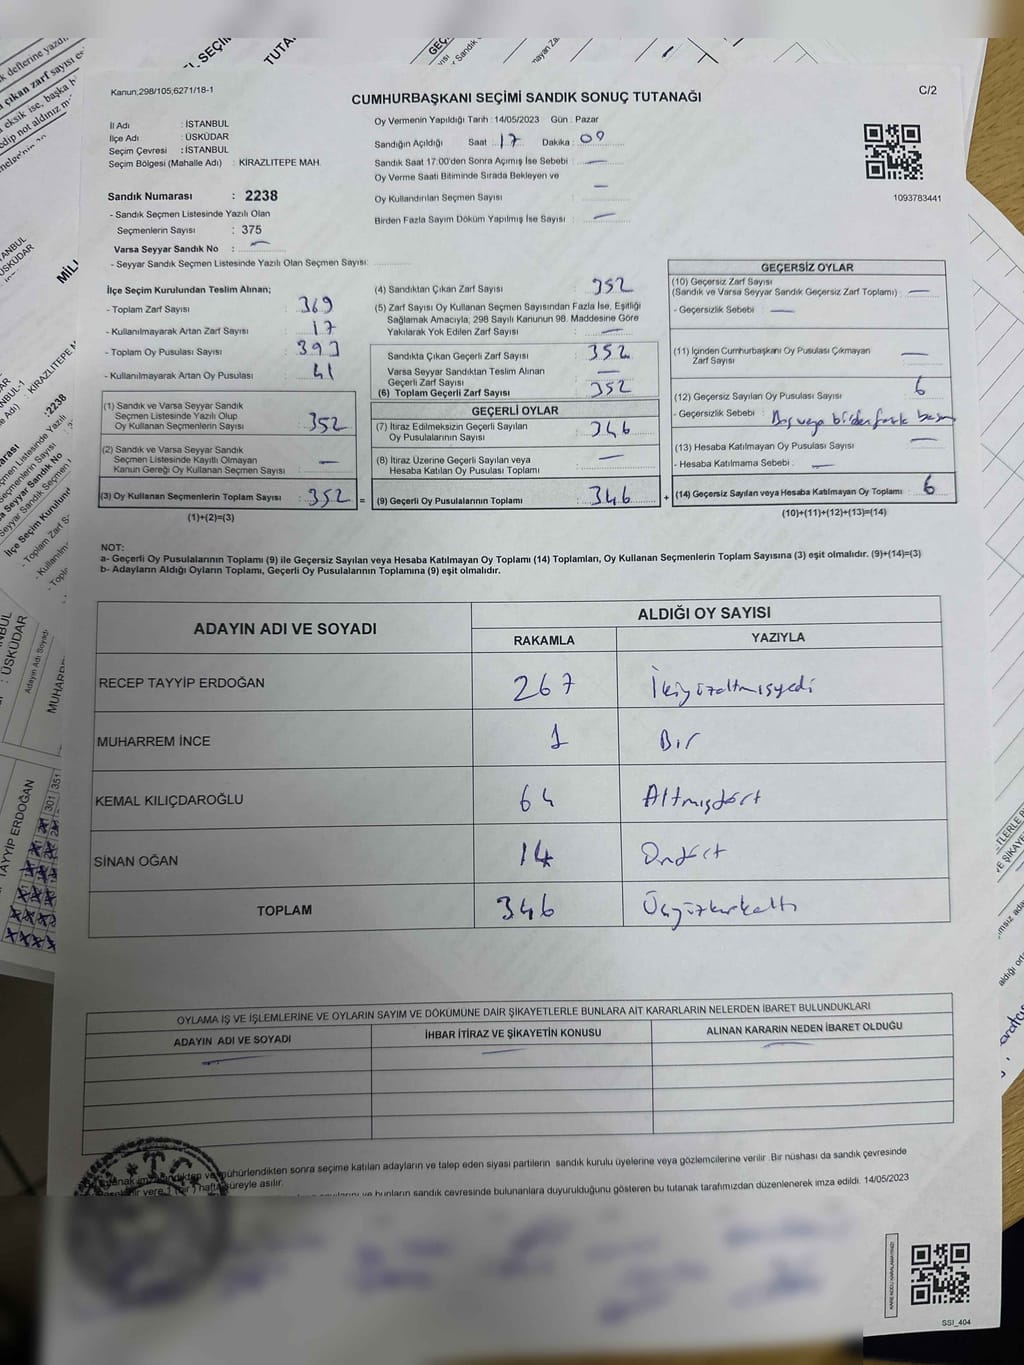 Kanun;298/105;6271/18-1
CUMHURBAŞKANI SEÇİMİ SANDIK SONUÇ TUTANAĞI
C/2
İl Adı : İSTANBUL
İlçe Adı : ÜSKÜDAR
Seçim Çevresi : İSTANBUL
Seçim Bölgesi (Mahalle Adı) : KİRAZLITEPE MAH.
Oy Vermenin Yapıldığı Tarih : 14/05/2023 Gün : Pazar
Sandığın Açıldığı Saat : 17 Dakika : 09
Sandık Saat 17.00'den Sonra Açımış İse Sebebi : —
Oy Verme Saati Bitiminde Sırada Bekleyen ve
Oy Kullandırılan Seçmen Sayısı : —
Birden Fazla Sayım Döküm Yapılmış İse Sayısı : —
1093783441
Sandık Numarası : 2238
- Sandık Seçmen Listesinde Yazılı Olan
Seçmenlerin Sayısı : 375
Varsa Seyyar Sandık No : —
- Seyyar Sandık Seçmen Listesinde Yazılı Olan Seçmen Sayısı:
İlçe Seçim Kurulundan Teslim Alınan;
- Toplam Zarf Sayısı : 369
- Kullanılmayarak Artan Zarf Sayısı : 17
- Toplam Oy Pusulası Sayısı : 393
- Kullanılmayarak Artan Oy Pusulası : 41
(1) Sandık ve Varsa Seyyar Sandık
Seçmen Listesinde Yazılı Olup
Oy Kullanan Seçmenlerin Sayısı : 352
(2) Sandık ve Varsa Seyyar Sandık
Seçmen Listesinde Kayıtlı Olmayan
Kanun Gereği Oy Kullanan Seçmen Sayısı : —
(3) Oy Kullanan Seçmenlerin Toplam Sayısı : 352 =
(1)+(2)=(3)
(4) Sandıktan Çıkan Zarf Sayısı : 352
(5) Zarf Sayısı Oy Kullanan Seçmen Sayısından Fazla İse, Eşitliği
Sağlamak Amacıyla; 298 Sayılı Kanunun 98. Maddesine Göre
Yakılarak Yok Edilen Zarf Sayısı : —
Sandıkta Çıkan Geçerli Zarf Sayısı : 352
Varsa Seyyar Sandıktan Teslim Alınan
Geçerli Zarf Sayısı : —
(6) Toplam Geçerli Zarf Sayısı : 352
GEÇERLİ OYLAR
(7) İtiraz Edilmeksizin Geçerli Sayılan
Oy Pusulalarının Sayısı : 346
(8) İtiraz Üzerine Geçerli Sayılan veya
Hesaba Katılan Oy Pusulası Toplamı : —
(9) Geçerli Oy Pusulalarının Toplamı : 346 +
GEÇERSİZ OYLAR
(10) Geçersiz Zarf Sayısı
(Sandık ve Varsa Seyyar Sandık Geçersiz Zarf Toplamı) : —
- Geçersizlik Sebebi : —
(11) İçinden Cumhurbaşkanı Oy Pusulası Çıkmayan
Zarf Sayısı : —
(12) Geçersiz Sayılan Oy Pusulası Sayısı : 6
- Geçersizlik Sebebi : Boş veya birden fazla basım
(13) Hesaba Katılmayan Oy Pusulası Sayısı : —
- Hesaba Katılmama Sebebi : —
(14) Geçersiz Sayılan veya Hesaba Katılmayan Oy Toplamı : 6
(10)+(11)+(12)+(13)=(14)
NOT:
a- Geçerli Oy Pusulalarının Toplamı (9) ile Geçersiz Sayılan veya Hesaba Katılmayan Oy Toplamı (14) Toplamları, Oy Kullanan Seçmenlerin Toplam Sayısına (3) eşit olmalıdır. (9)+(14)=(3)
b- Adayların Aldığı Oyların Toplamı, Geçerli Oy Pusulalarının Toplamına (9) eşit olmalıdır.
ADAYIN ADI VE SOYADI
ALDIĞI OY SAYISI
RAKAMLA YAZIYLA
RECEP TAYYİP ERDOĞAN 267 İkiyüzaltmışyedi
MUHARREM İNCE 1 Bir
KEMAL KILIÇDAROĞLU 64 Altmışdört
SİNAN OĞAN 14 Ondört
TOPLAM 346 Üçyüzkırkaltı
OYLAMA İŞ VE İŞLEMLERİNE VE OYLARIN SAYIM VE DÖKÜMÜNE DAİR ŞİKAYETLERLE BUNLARA AİT KARARLARIN NELERDEN İBARET BULUNDUKLARI
ADAYIN ADI VE SOYADI İHBAR İTİRAZ VE ŞİKAYETİN KONUSU ALINAN KARARIN NEDEN İBARET OLDUĞU
mühürlendikten sonra seçime katılan adayların ve talep eden siyasi partilerin sandık kurulu üyelerine veya gözlemcilerine verilir. Bir nüshası da sandık çevresinde
yere 1 (bir) hafta süreyle asılır.
ve bunların sandık çevresinde bulunanlara duyurulduğunu gösteren bu tutanak tarafımızdan düzenlenerek imza edildi. 14/05/2023
SSI_404